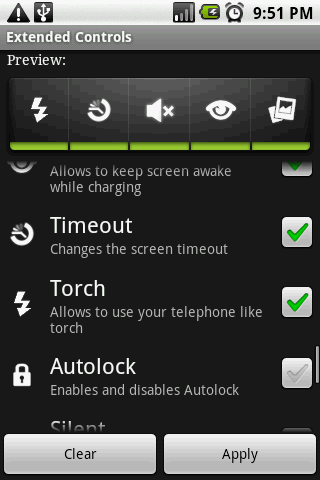 9:51 PM
Extended Controls
Preview:
Allows to keep screen awake
while charging
Timeout
Changes the screen timeout
Torch
Allows to use your telephone like
torch
Autolock
Enables and disables Autolock
Silent
Clear
Apply